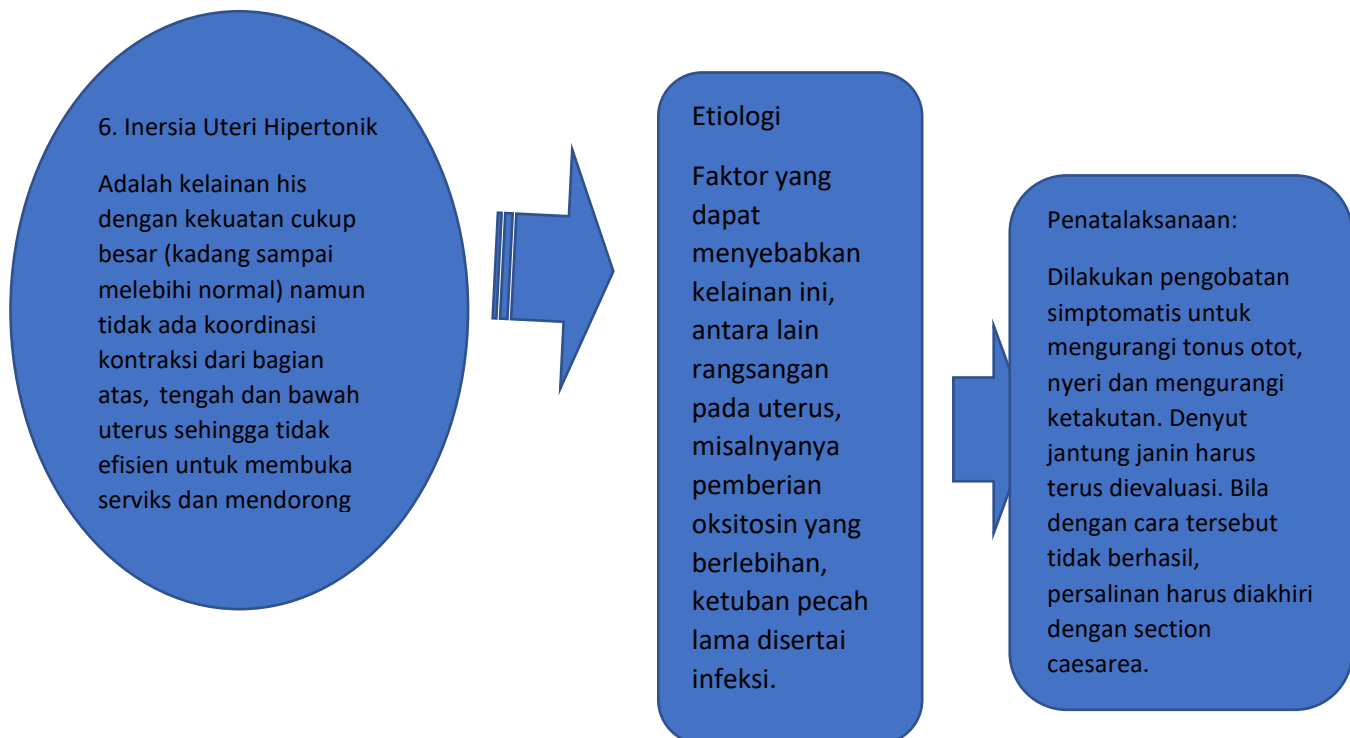 6. Inersia Uteri Hipertonik
Adalah kelainan his
dengan kekuatan cukup
besar (kadang sampai
melebihi normal) namun
tidak ada koordinasi
kontraksi dari bagian
atas, tengah dan bawah
uterus sehingga tidak
efisien untuk membuka
serviks dan mendorong
Etiologi
Faktor yang
dapat
menyebabkan
kelainan ini,
antara lain
rangsangan
pada uterus,
misalnyanya
pemberian
oksitosin yang
berlebihan,
ketuban pecah
lama disertai
infeksi.
Penatalaksanaan:
Dilakukan pengobatan
simptomatis untuk
mengurangi tonus otot,
nyeri dan mengurangi
ketakutan. Denyut
jantung janin harus
terus dievaluasi. Bila
dengan cara tersebut
tidak berhasil,
persalinan harus diakhiri
dengan section
caesarea.